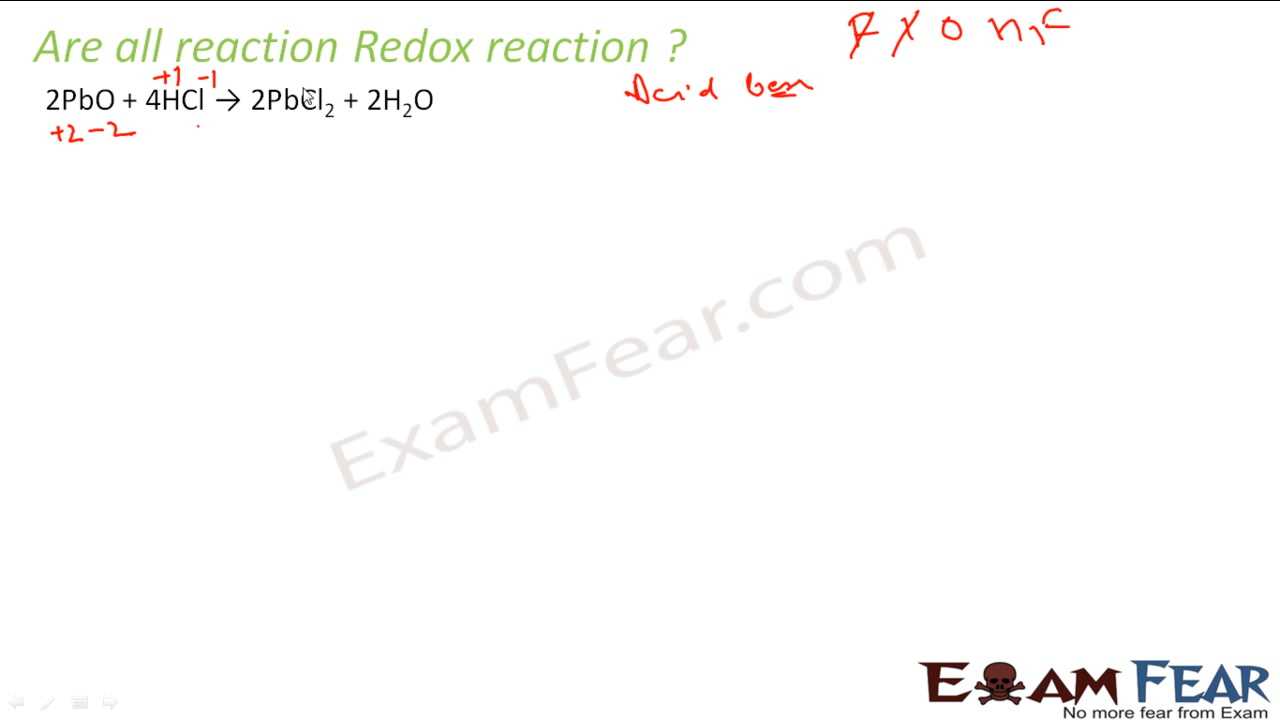 Are all reaction Redox reaction ?
+1 -1
2PbO + 4HCl → 2PbCl₂ + 2H₂O
+2 -2
Acid
ExamFear.com
EXAM FEAR
No more fear from Exam